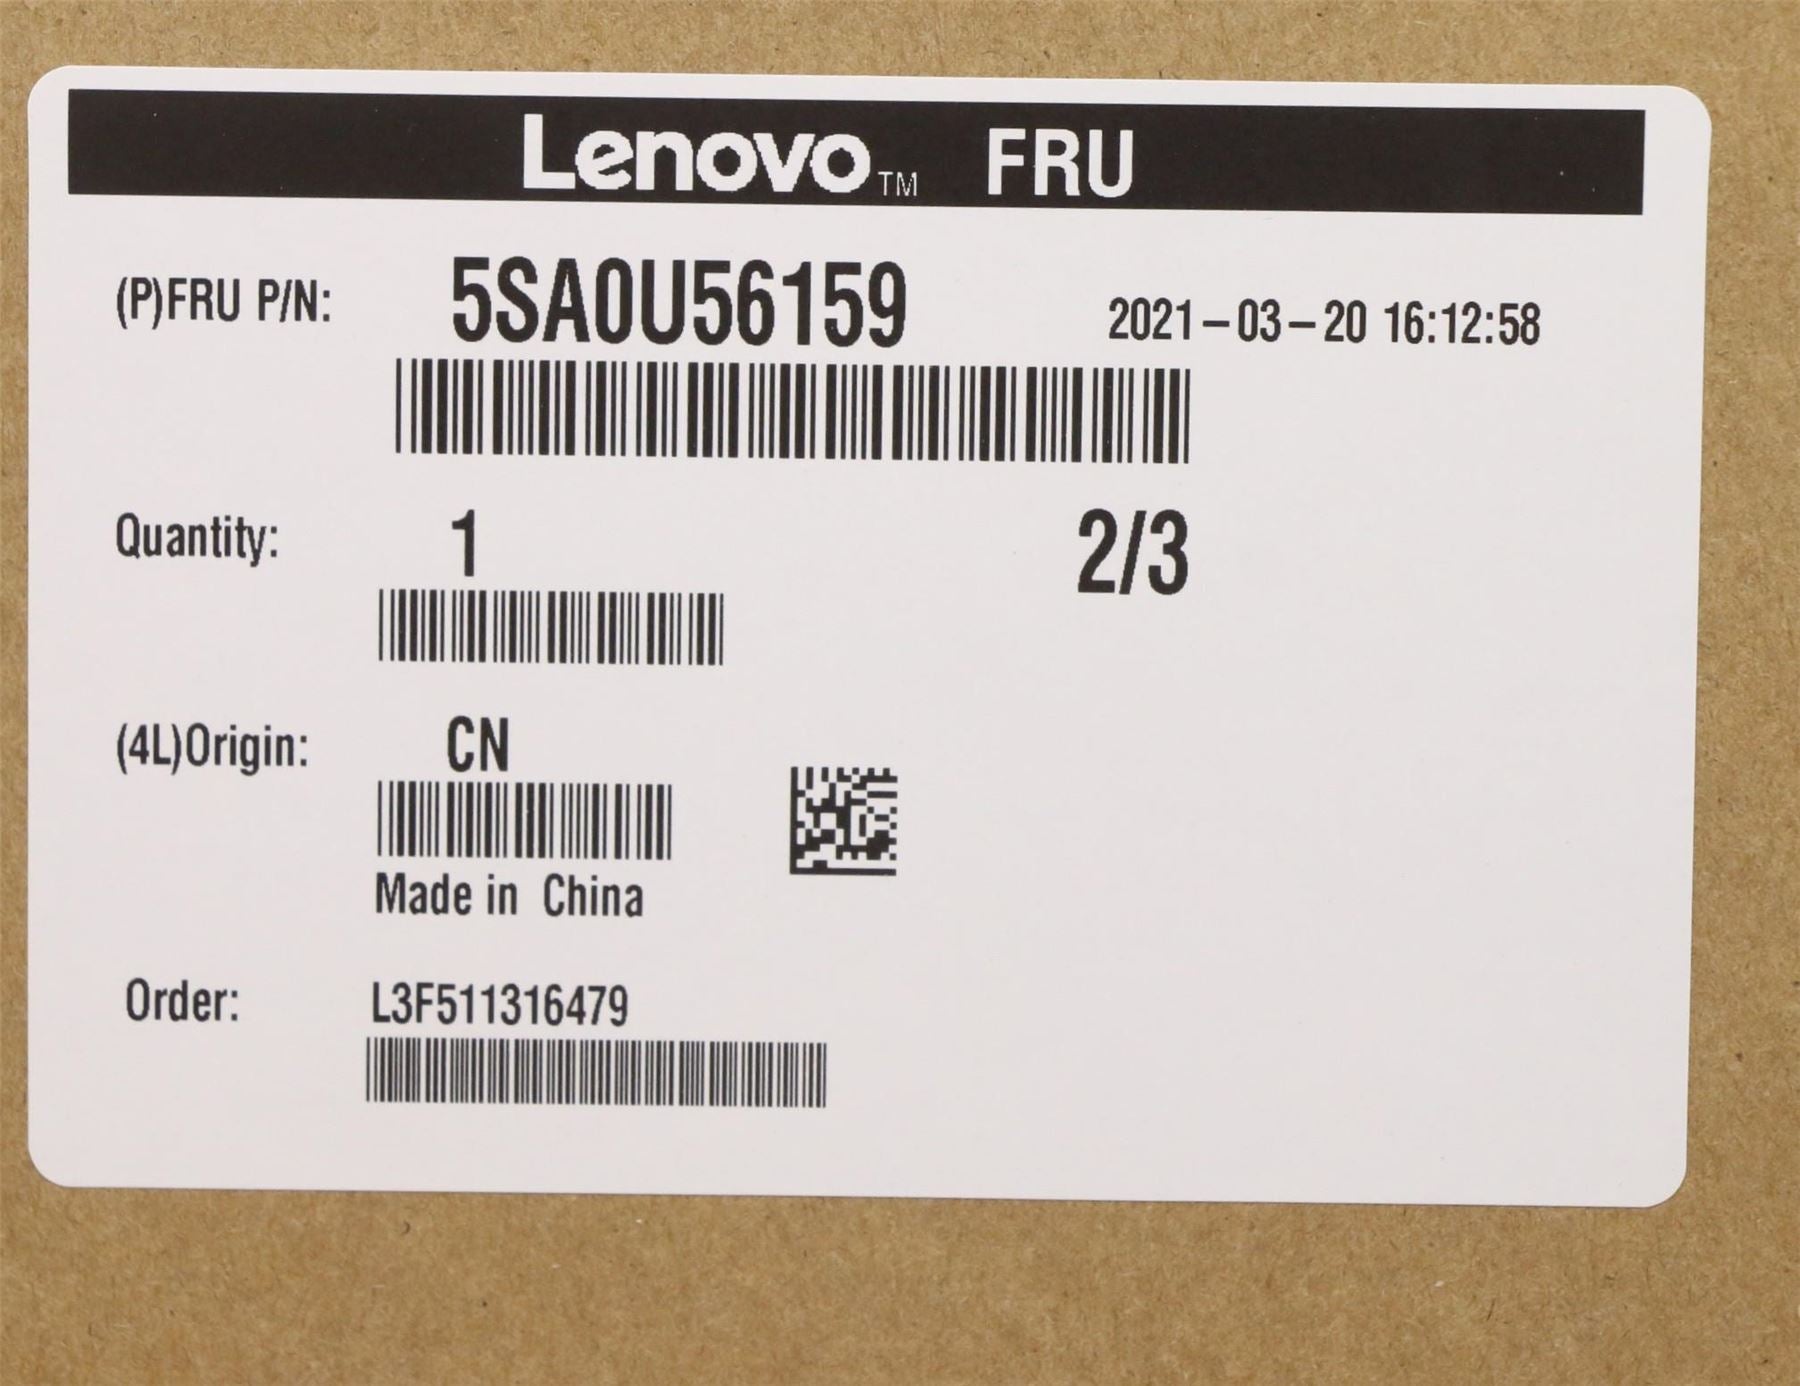 Lenovo™ FRU
(P)FRU P/N: 5SA0U56159 2021-03-20 16:12:58
Quantity: 1 2/3
(4L)Origin: CN
Made in China
Order: L3F511316479